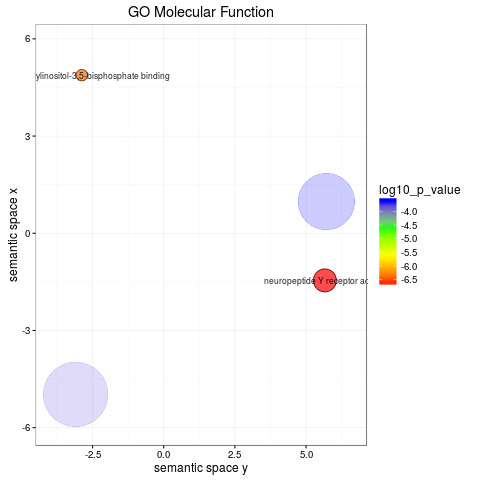 GO Molecular Function
6
3
0
-3
-6
semantic space x
ylinositol-3,5-bisphosphate binding
neuropeptide Y receptor ac
-2.5 0.0 2.5 5.0
semantic space y
log10_p_value
-4.0
-4.5
-5.0
-5.5
-6.0
-6.5